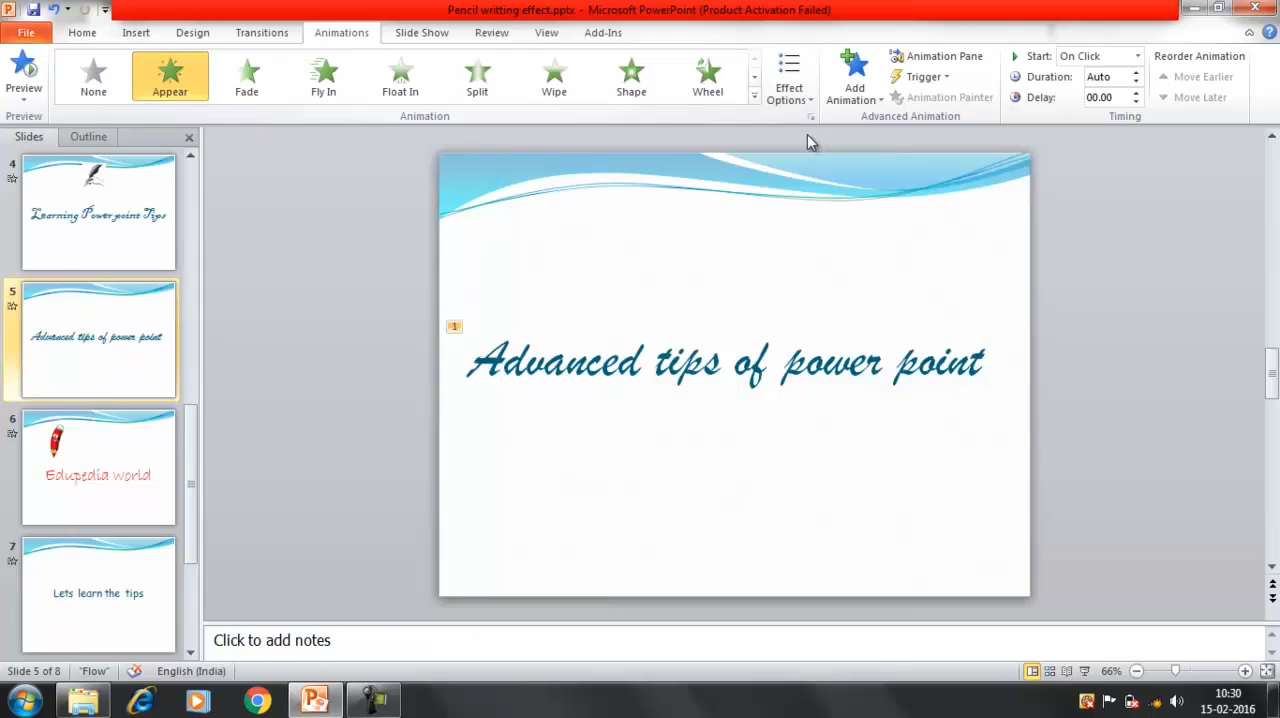 Pencil writting effect.pptx - Microsoft PowerPoint (Product Activation Failed)
File Home Insert Design Transitions Animations Slide Show Review View Add-Ins
Preview
None Appear Fade Fly In Float In Split Wipe Shape Wheel
Effect Options
Add Animation
Animation Pane
Trigger
Animation Painter
Start: On Click
Duration: Auto
Delay: 00.00
Reorder Animation
Move Earlier
Move Later
Preview Animation Advanced Animation Timing
Slides Outline
4
Learning Powerpoint Tips
5
Advanced tips of power point
6
Edupedia world
7
Lets learn the tips
1
Advanced tips of power point
Click to add notes
Slide 5 of 8 "Flow" English (India) 66%
10:30
15-02-2016